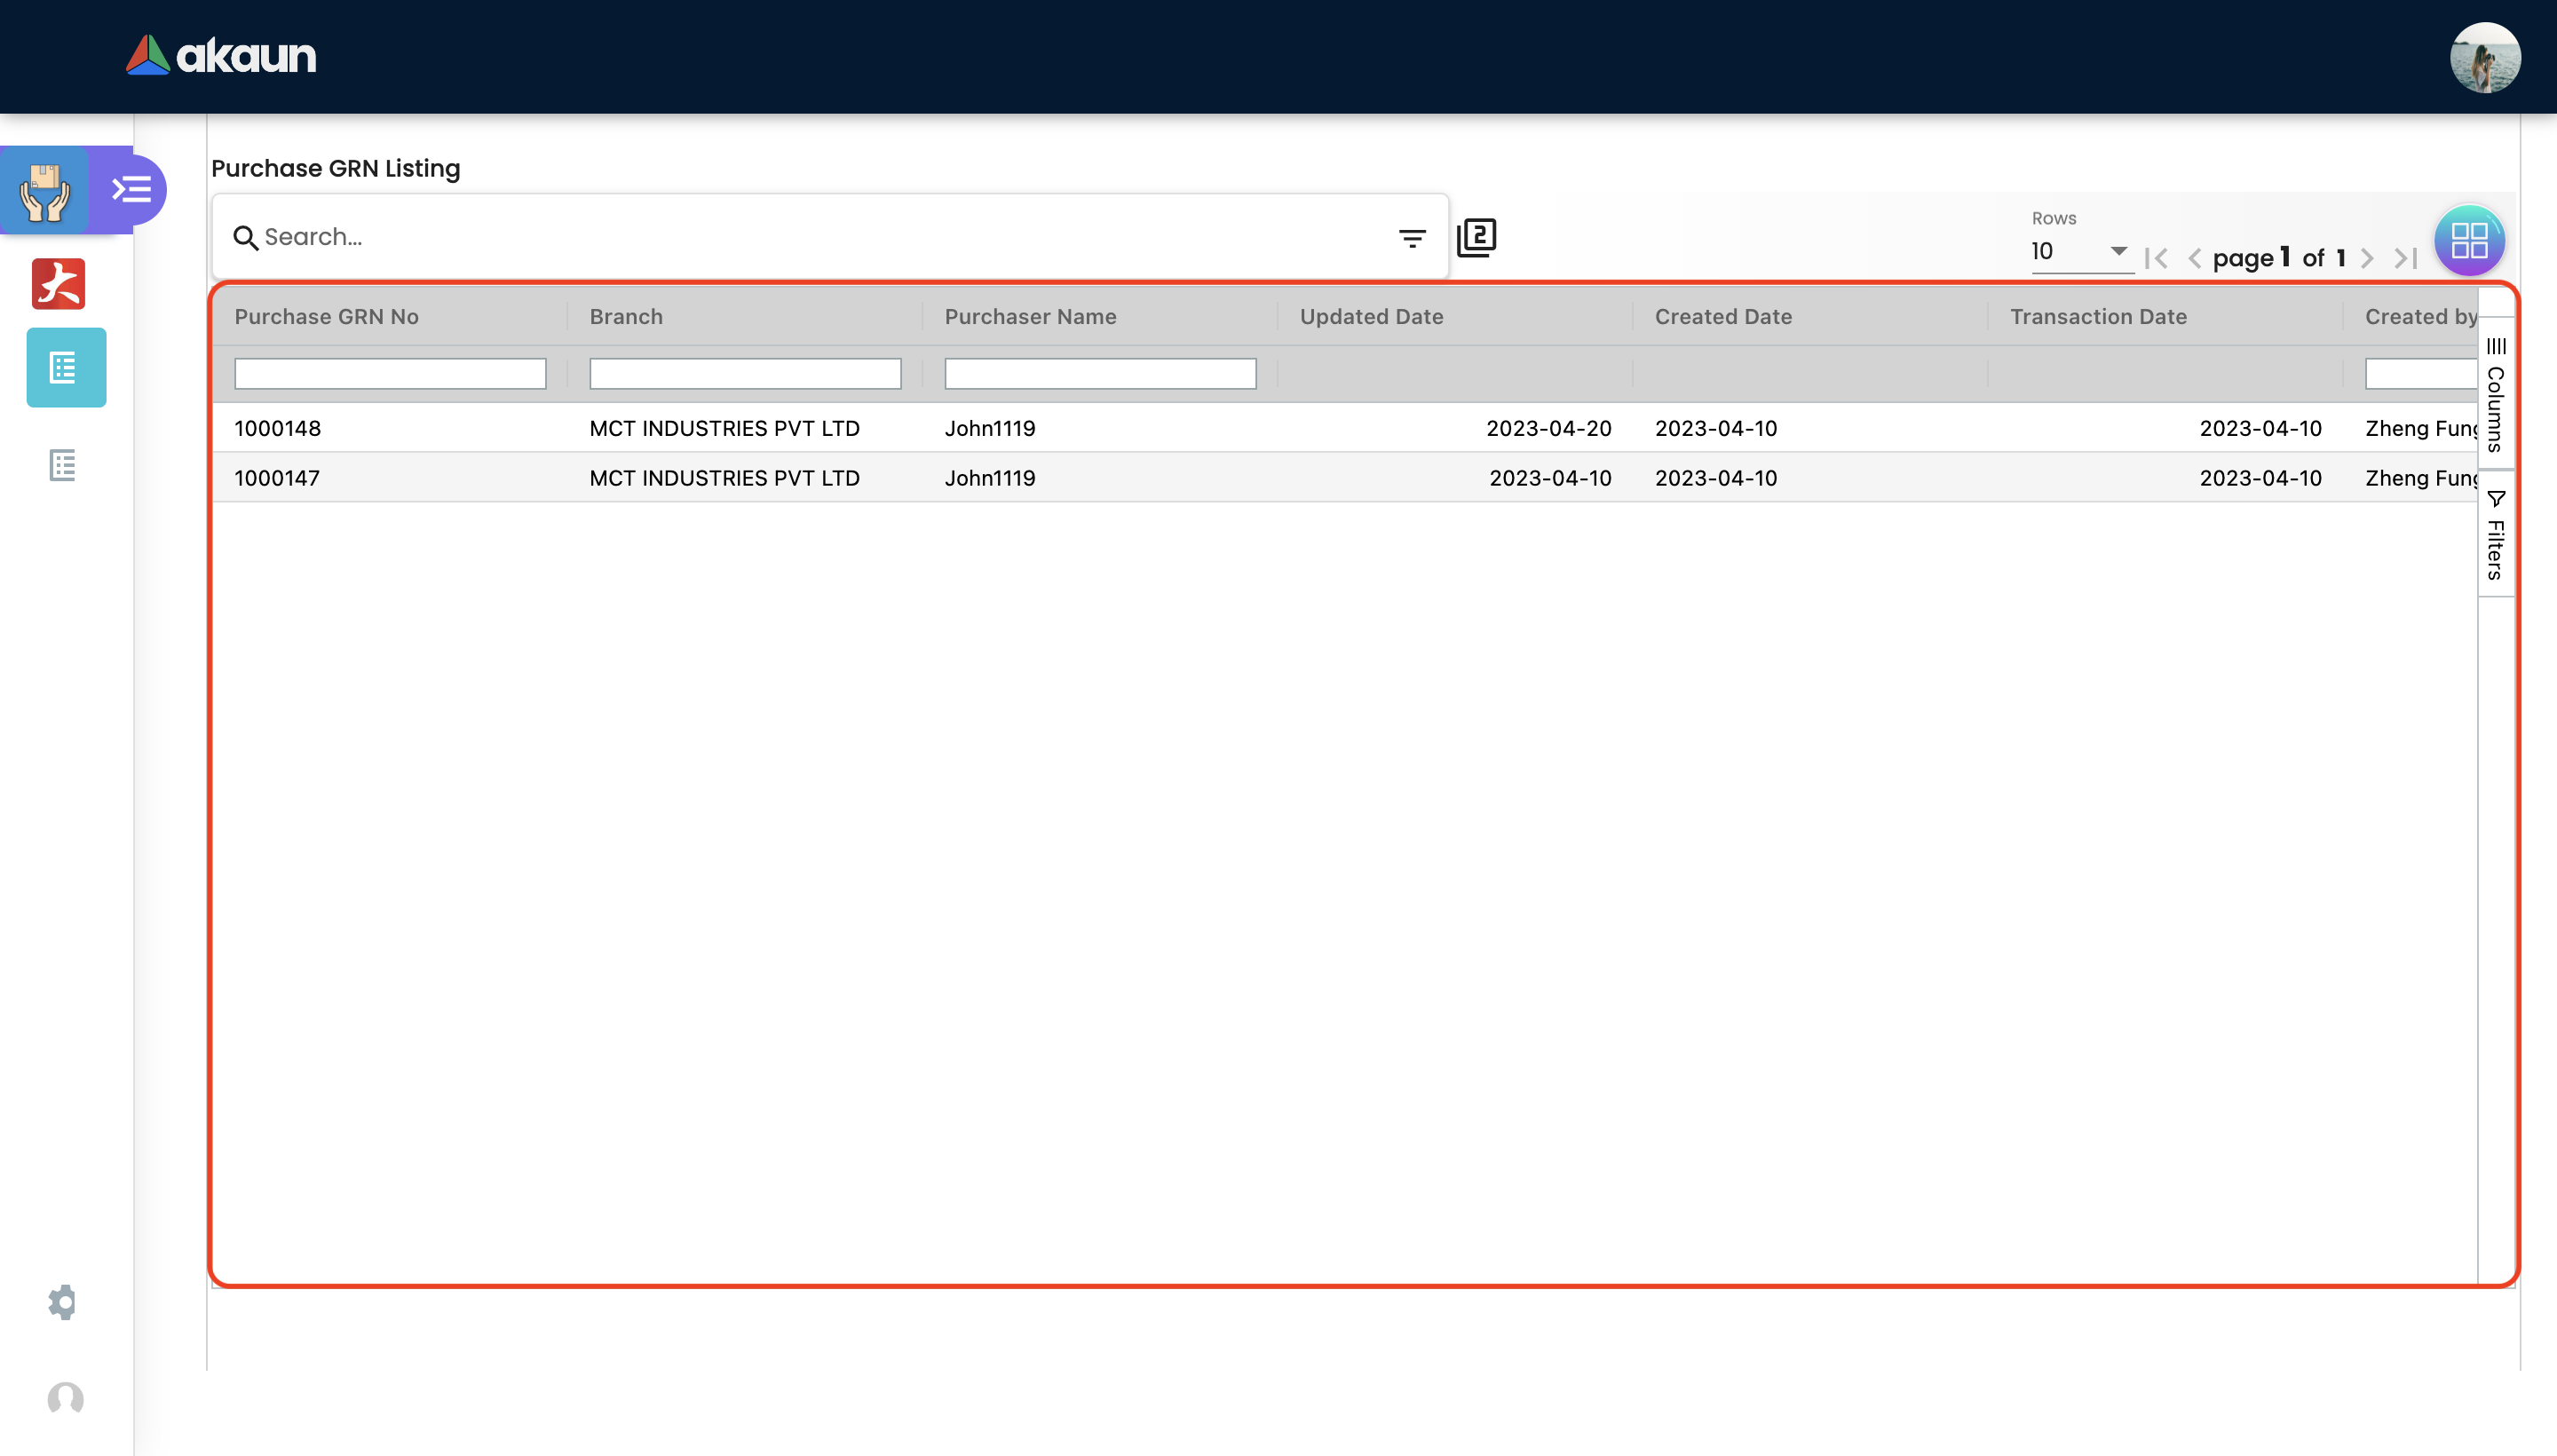 akaun
Purchase GRN Listing
Search...
2
Rows
10
page 1 of 1
Purchase GRN No Branch Purchaser Name Updated Date Created Date Transaction Date Created by
1000148 MCT INDUSTRIES PVT LTD John1119 2023-04-20 2023-04-10 2023-04-10 Zheng Fung
1000147 MCT INDUSTRIES PVT LTD John1119 2023-04-10 2023-04-10 2023-04-10 Zheng Fung
Columns
Filters